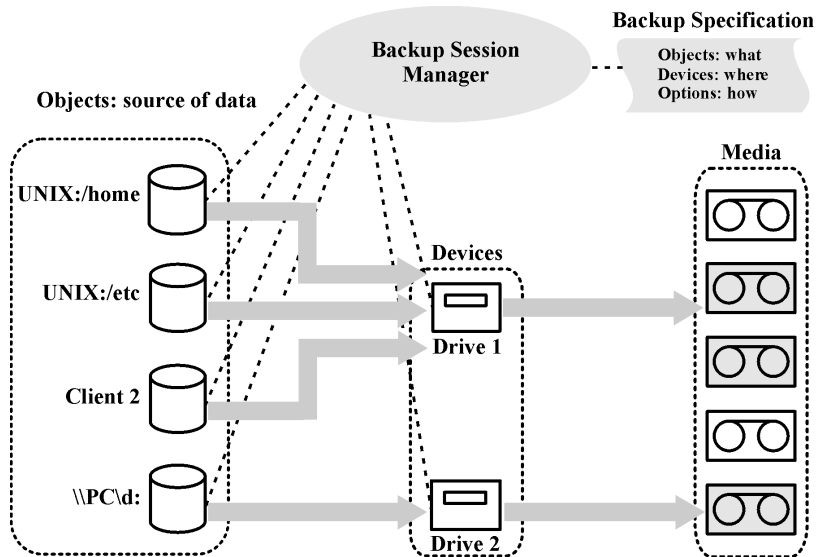 Backup Specification
Backup Session
Manager
Objects: what
Devices: where
Options: how
Objects: source of data
Media
UNIX:/home
Devices
UNIX:/etc
Drive 1
Client 2
\\PC\d:
Drive 2